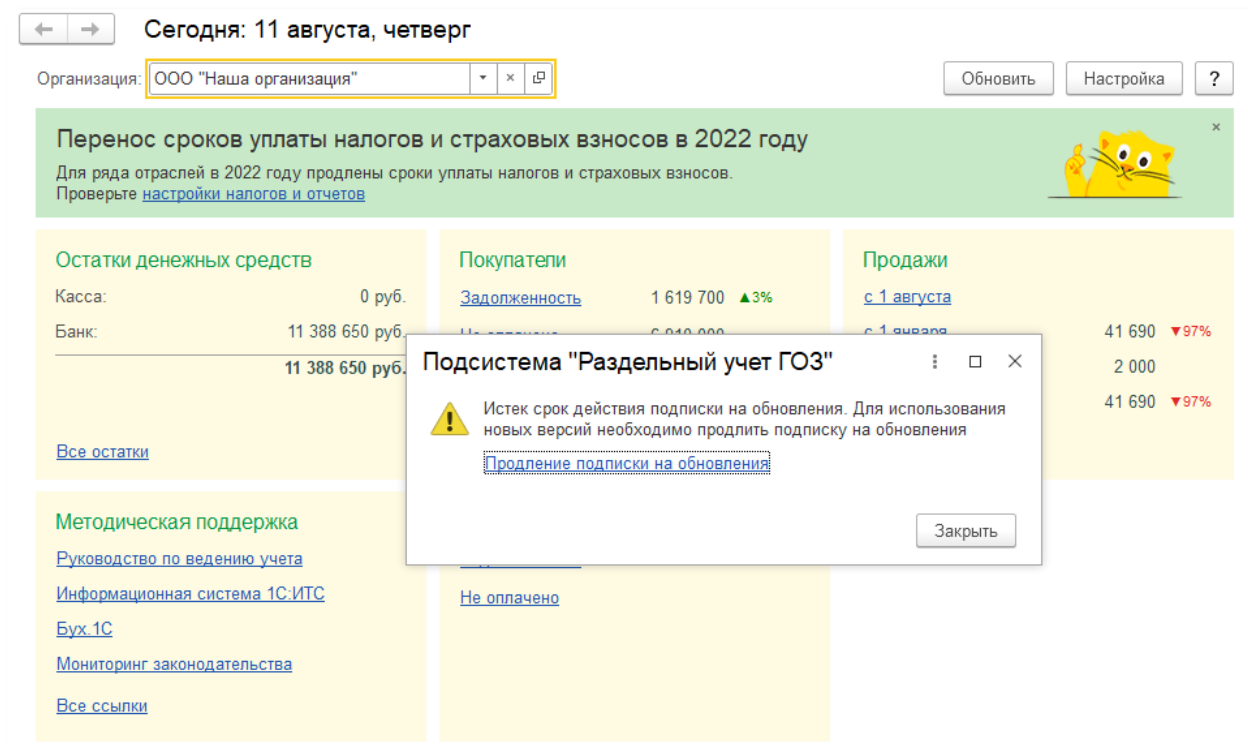 Сегодня: 11 августа, четверг
Организация: ООО "Наша организация"
Обновить
Настройка
?
Перенос сроков уплаты налогов и страховых взносов в 2022 году
Для ряда отраслей в 2022 году продлены сроки уплаты налогов и страховых взносов.
Проверьте настройки налогов и отчетов
Остатки денежных средств
Касса: 0 руб.
Банк: 11 388 650 руб.
11 388 650 руб.
Все остатки
Покупатели
Задолженность 1 619 700 ▲3%
Продажи
с 1 августа
с 1 января 41 690 ▼97%
2 000
41 690 ▼97%
Подсистема "Раздельный учет ГОЗ"
Истек срок действия подписки на обновления. Для использования
новых версий необходимо продлить подписку на обновления
Продление подписки на обновления
Закрыть
Методическая поддержка
Руководство по ведению учета
Информационная система 1С:ИТС
Бух.1С
Мониторинг законодательства
Все ссылки
Не оплачено